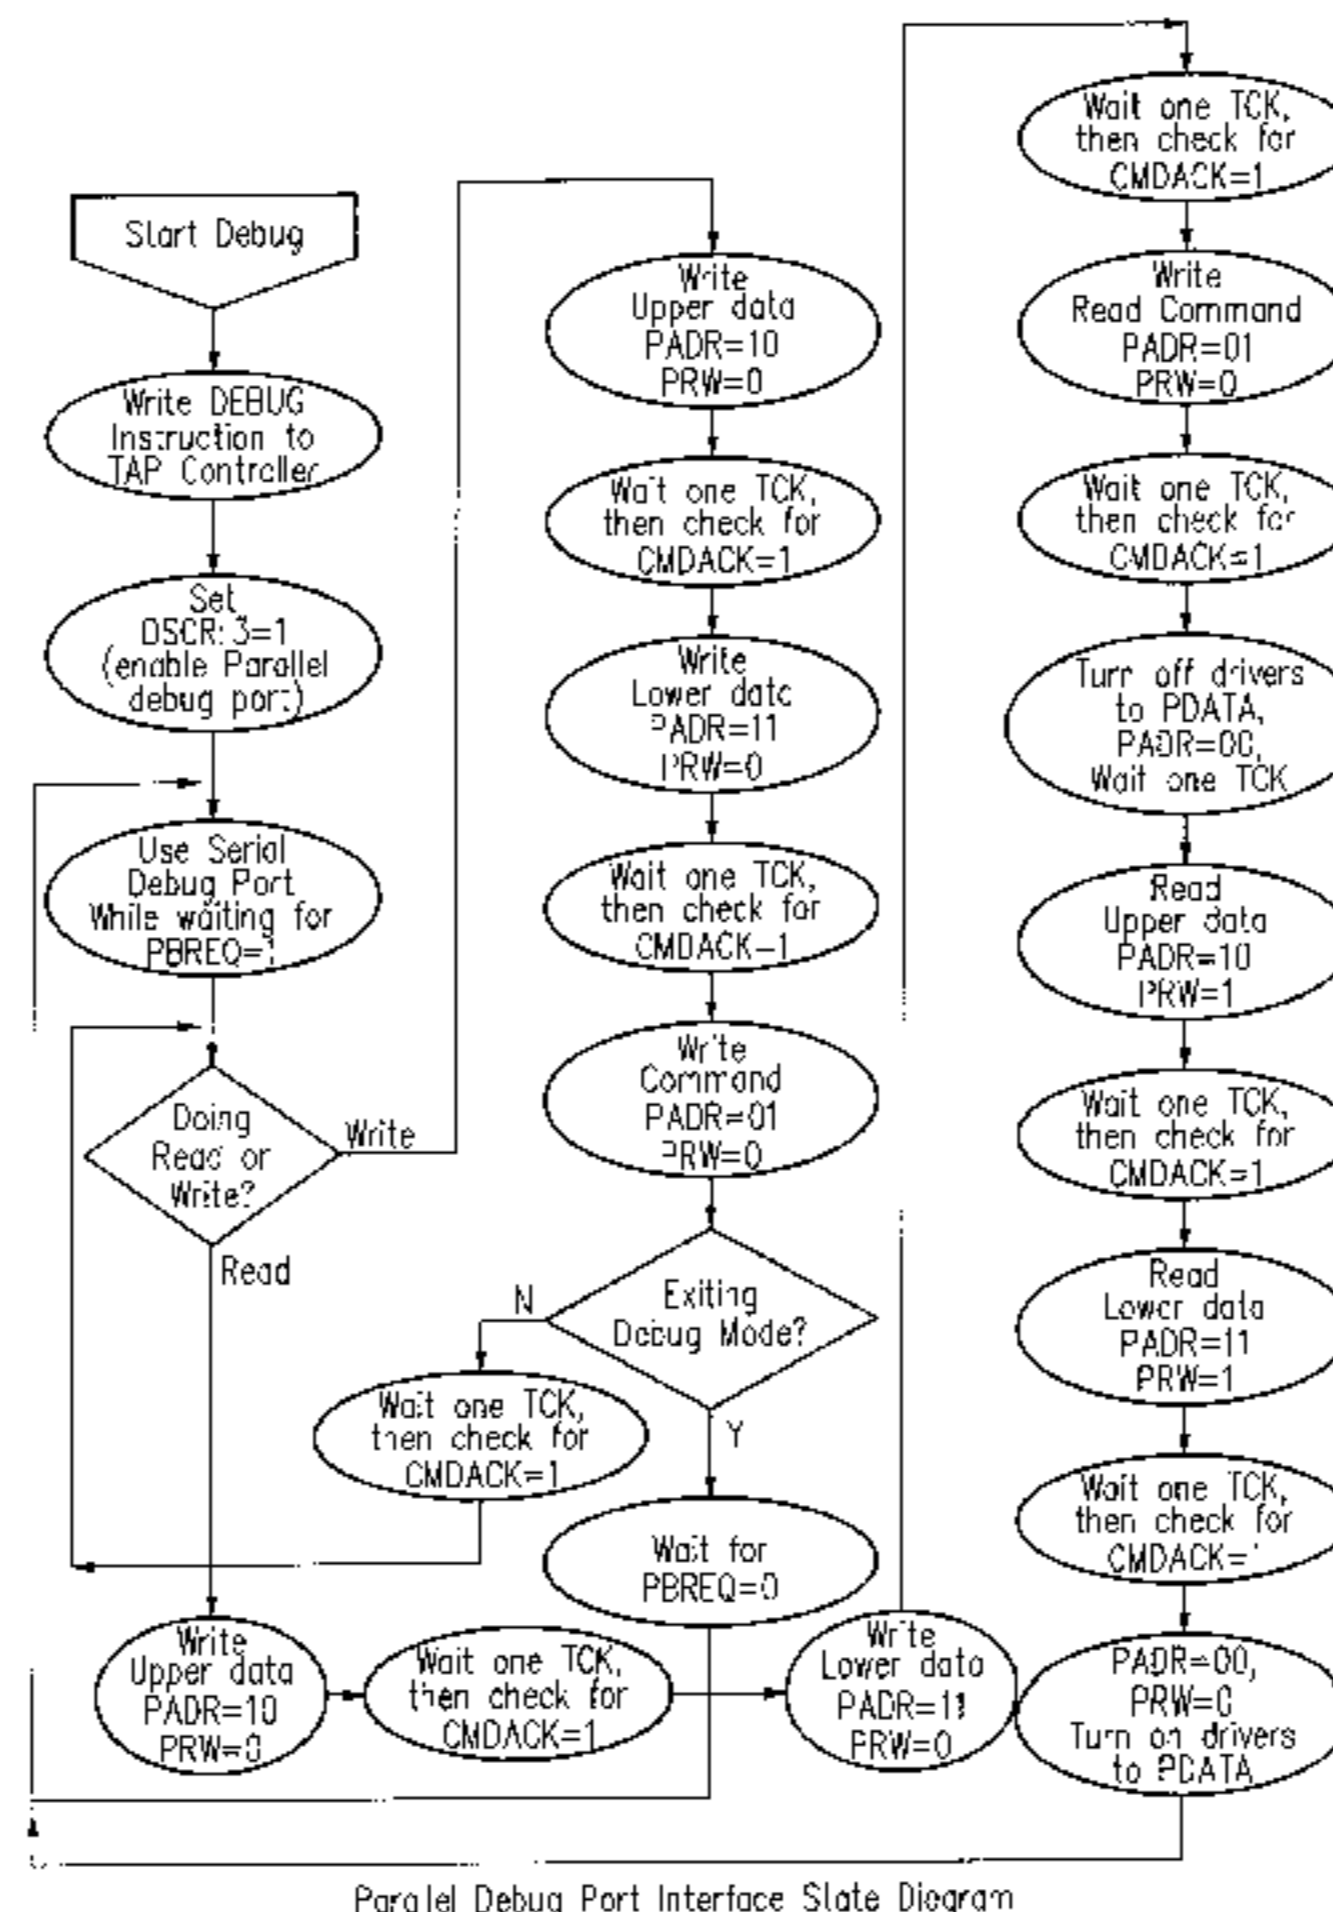 Start Debug
Write DEBUG
Instruction to
TAP Controller
Set
DSCR:3=1
(enable Parallel
debug port)
Use Serial
Debug Port
While waiting for
PBREQ=1
Doing
Read or
Write?
Write
Read
Write
Upper data
PADR=10
PRW=0
Wait one TCK,
then check for
CMDACK=1
Write
Lower data
PADR=11
PRW=0
Wait one TCK,
then check for
CMDACK=1
Write
Command
PADR=01
PRW=0
Exiting
Debug Mode?
N
Y
Wait one TCK,
then check for
CMDACK=1
Wait for
PBREQ=0
Write
Upper data
PADR=10
PRW=0
Wait one TCK,
then check for
CMDACK=1
Write
Lower data
PADR=11
PRW=0
Wait one TCK,
then check for
CMDACK=1
Write
Read Command
PADR=01
PRW=0
Wait one TCK,
then check for
CMDACK=1
Turn off drivers
to PDATA,
PADR=00,
Wait one TCK
Read
Upper data
PADR=10
PRW=1
Wait one TCK,
then check for
CMDACK=1
Read
Lower data
PADR=11
PRW=1
Wait one TCK,
then check for
CMDACK=1
PADR=00,
PRW=0
Turn on drivers
to PDATA
Parallel Debug Port Interface State Diagram